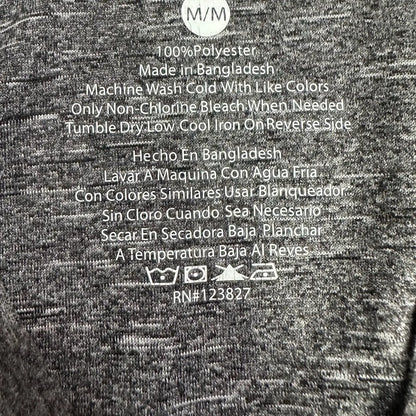 M/M
100%Polyester
Made in Bangladesh
Machine Wash Cold With Like Colors
Only Non-Chlorine Bleach When Needed
Tumble Dry Low Cool Iron On Reverse Side
Hecho En Bangladesh
Lavar A Maquina Con Agua Fria
Con Colores Similares Usar Blanqueador
Sin Cloro Cuando Sea Necesario
Secar En Secadora Baja Planchar
A Temperatura Baja Al Reves
RN#123827